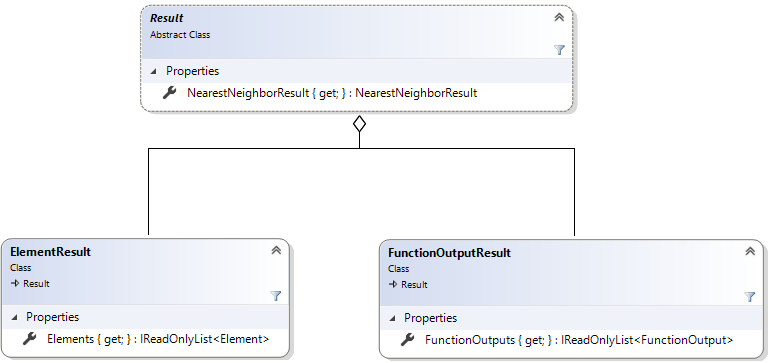 Result
Abstract Class
Properties
NearestNeighborResult { get; } : NearestNeighborResult
ElementResult
Class
Result
Properties
Elements { get; } : IReadOnlyList<Element>
FunctionOutputResult
Class
Result
Properties
FunctionOutputs { get; } : IReadOnlyList<FunctionOutput>